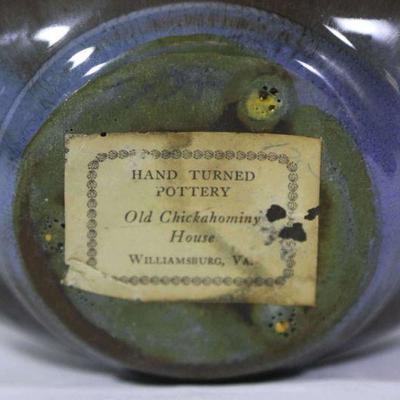 HAND TURNED
POTTERY
Old Chickahominy
House
WILLIAMSBURG, VA.